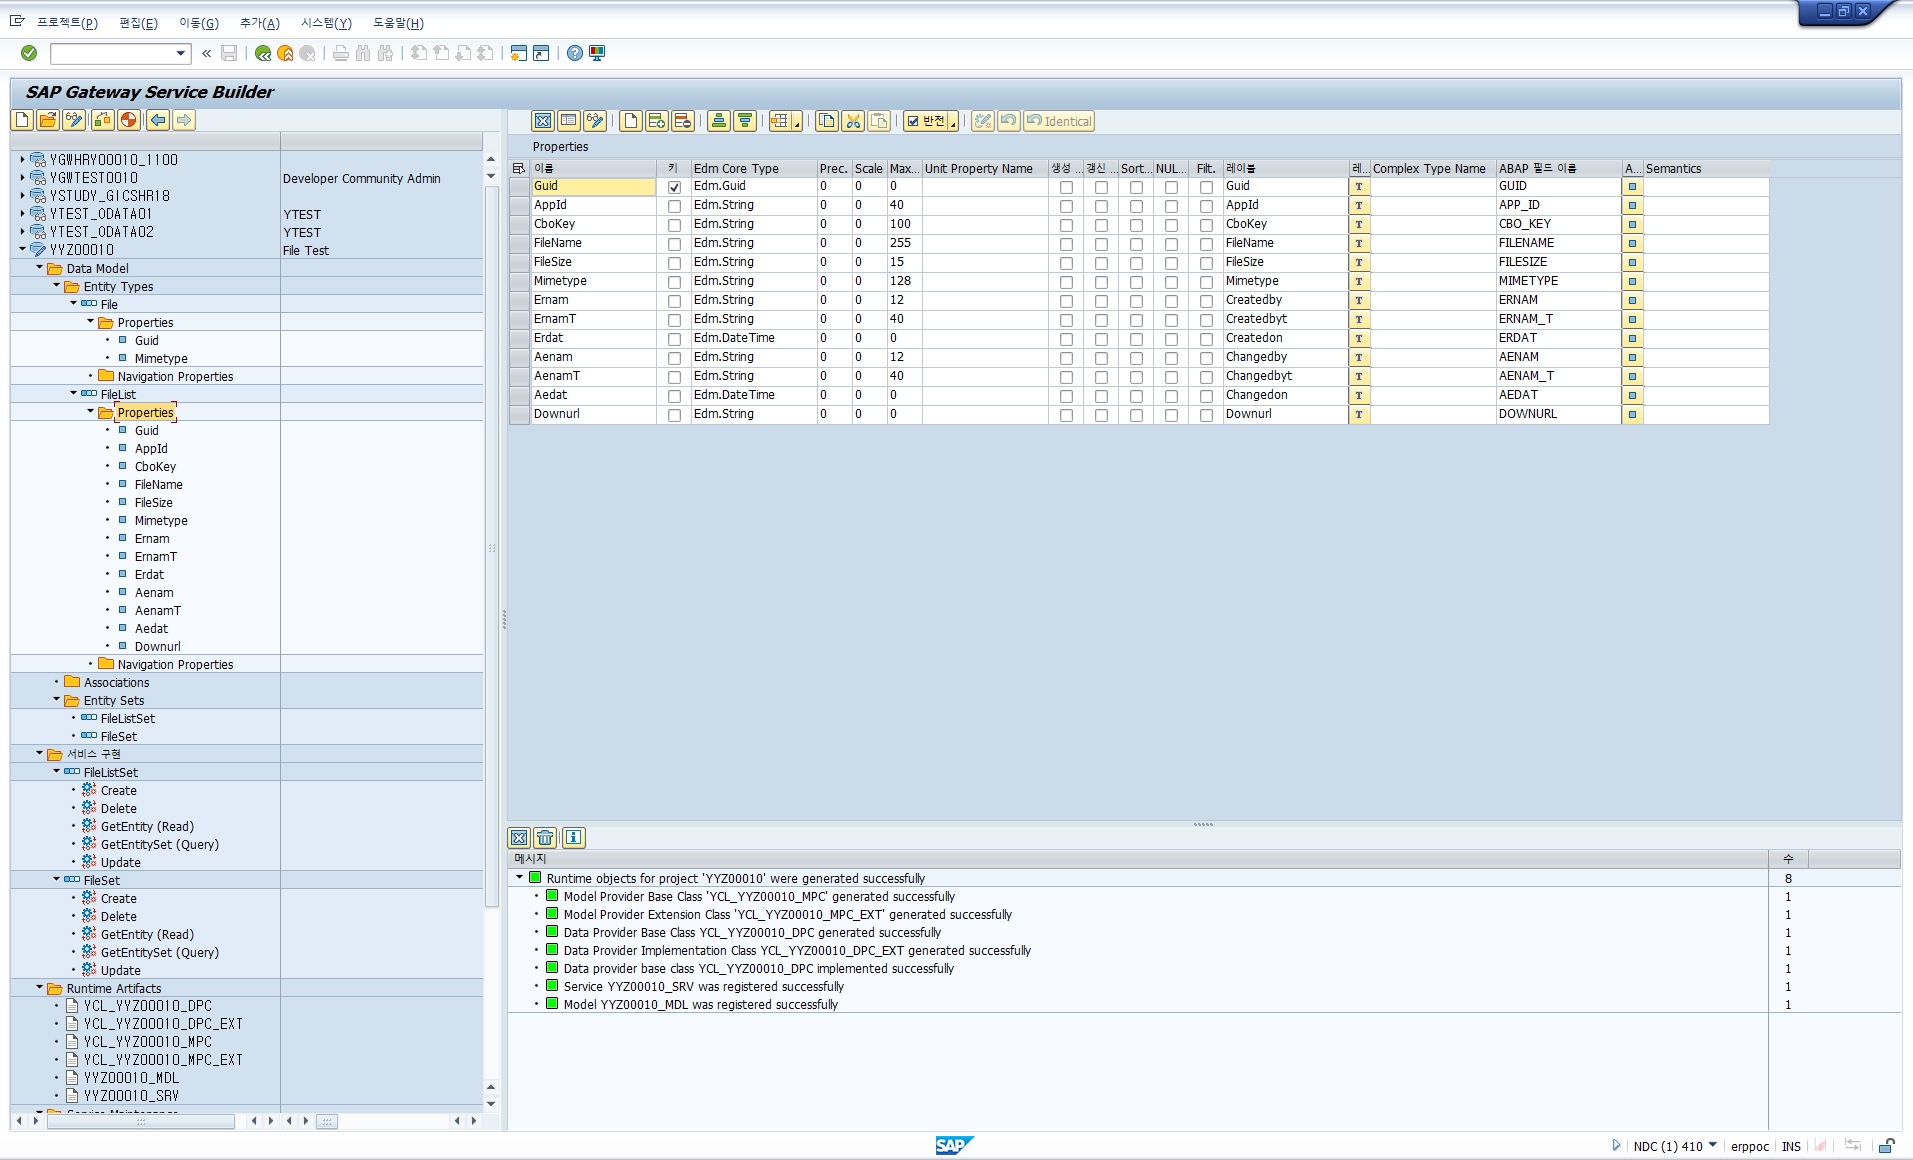 프로젝트(P) 편집(E) 이동(G) 추가(A) 시스템(Y) 도움말(H)
SAP Gateway Service Builder
반전
Identical
YGWHRY00010_1100
YGWTEST0010 Developer Community Admin
YSTUDY_GICSHR18
YTEST_ODATA01 YTEST
YTEST_ODATA02 YTEST
YYZ00010 File Test
Data Model
Entity Types
File
Properties
Guid
Mimetype
Navigation Properties
FileList
Properties
Guid
AppId
CboKey
FileName
FileSize
Mimetype
Ernam
ErnamT
Erdat
Aenam
AenamT
Aedat
Downurl
Navigation Properties
Associations
Entity Sets
FileListSet
FileSet
서비스 구현
FileListSet
Create
Delete
GetEntity (Read)
GetEntitySet (Query)
Update
FileSet
Create
Delete
GetEntity (Read)
GetEntitySet (Query)
Update
Runtime Artifacts
YCL_YYZ00010_DPC
YCL_YYZ00010_DPC_EXT
YCL_YYZ00010_MPC
YCL_YYZ00010_MPC_EXT
YYZ00010_MDL
YYZ00010_SRV
Properties
이름 키 Edm Core Type Prec. Scale Max... Unit Property Name 생성 ... 갱신 ... Sort... NUL... Filt. 레이블 레... Complex Type Name ABAP 필드 이름 A... Semantics
Guid Edm.Guid 0 0 0 Guid T GUID
AppId Edm.String 0 0 40 AppId T APP_ID
CboKey Edm.String 0 0 100 CboKey T CBO_KEY
FileName Edm.String 0 0 255 FileName T FILENAME
FileSize Edm.String 0 0 15 FileSize T FILESIZE
Mimetype Edm.String 0 0 128 Mimetype T MIMETYPE
Ernam Edm.String 0 0 12 Createdby T ERNAM
ErnamT Edm.String 0 0 40 Createdbyt T ERNAM_T
Erdat Edm.DateTime 0 0 0 Createdon T ERDAT
Aenam Edm.String 0 0 12 Changedby T AENAM
AenamT Edm.String 0 0 40 Changedbyt T AENAM_T
Aedat Edm.DateTime 0 0 0 Changedon T AEDAT
Downurl Edm.String 0 0 0 Downurl T DOWNURL
메시지 수
Runtime objects for project 'YYZ00010' were generated successfully 8
Model Provider Base Class 'YCL_YYZ00010_MPC' generated successfully 1
Model Provider Extension Class 'YCL_YYZ00010_MPC_EXT' generated successfully 1
Data Provider Base Class YCL_YYZ00010_DPC generated successfully 1
Data Provider Implementation Class YCL_YYZ00010_DPC_EXT generated successfully 1
Data provider base class YCL_YYZ00010_DPC implemented successfully 1
Service YYZ00010_SRV was registered successfully 1
Model YYZ00010_MDL was registered successfully 1
SAP
NDC (1) 410 erppoc INS